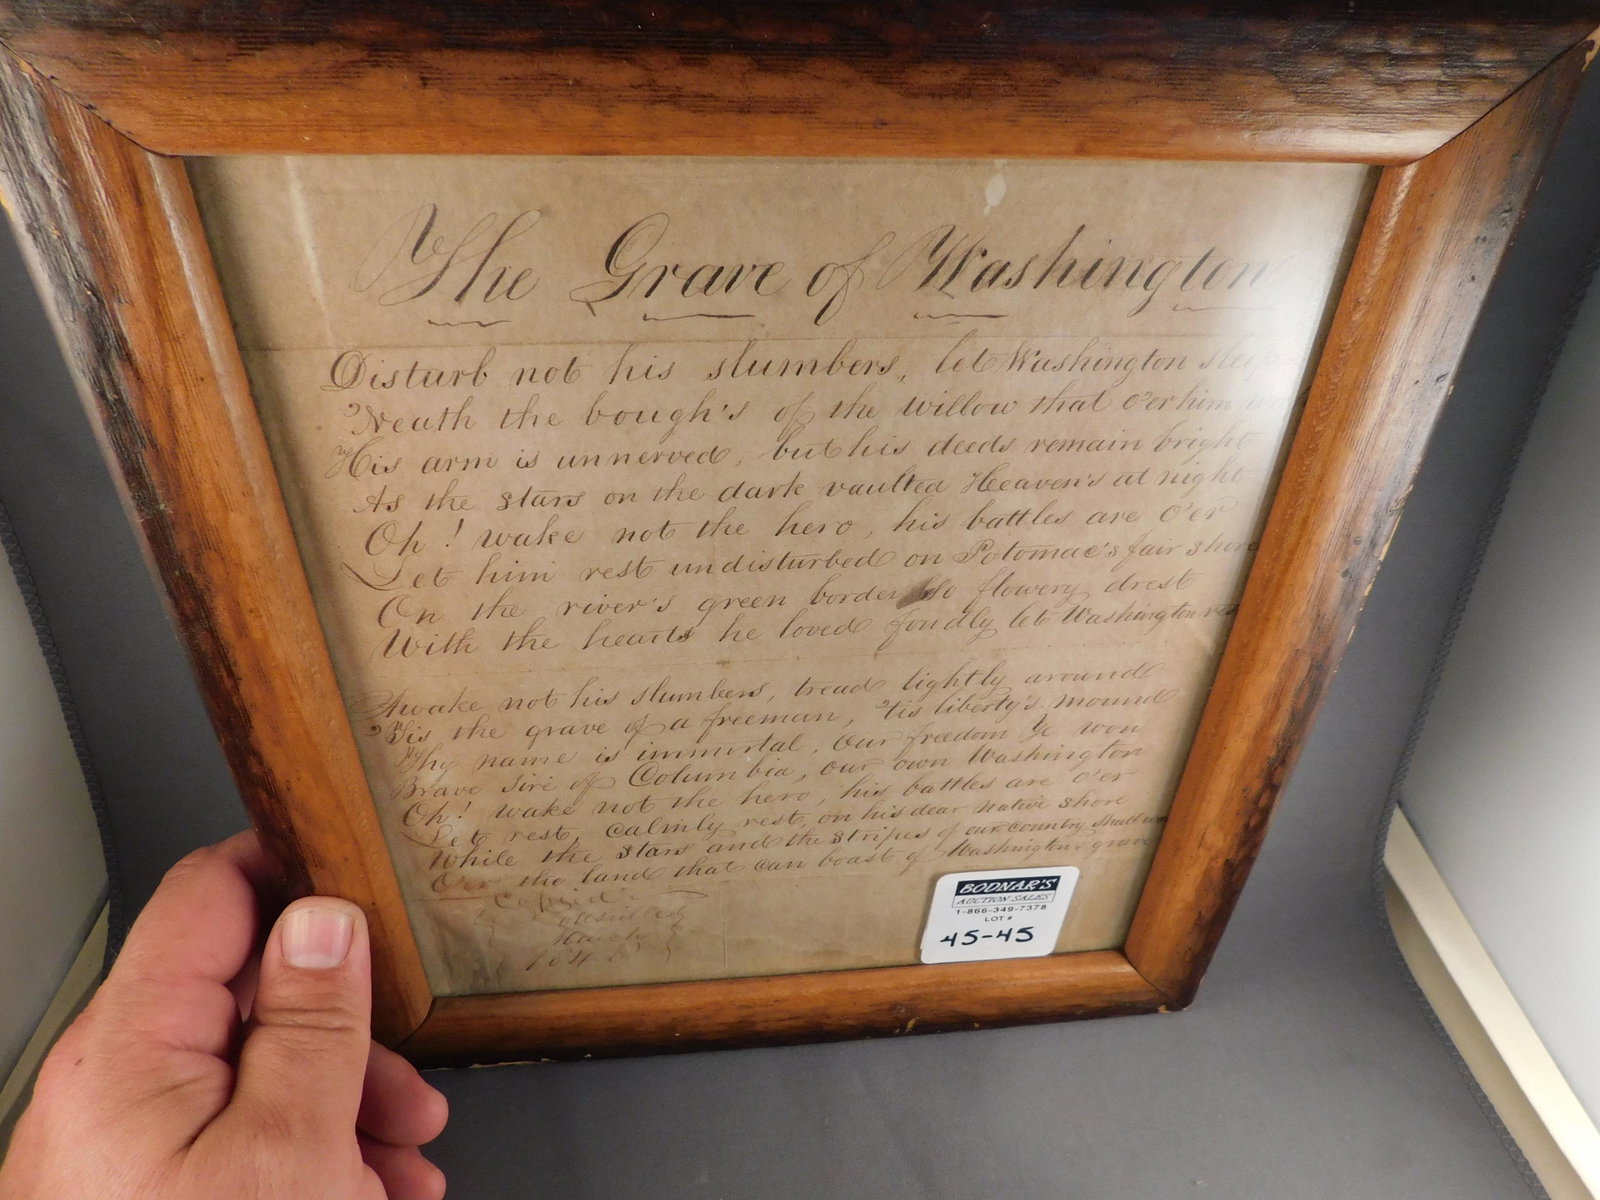 The Grave of Washington
Disturb not his slumbers, let Washington sleep
'Neath the bough's of the willow that o'er him
His arm is unnerved, but his deeds remain bright
As the stars on the dark vaulted Heaven's at night
Oh! wake not the hero, his battles are o'er
Let him rest undisturbed on Potomac's fair shore
On the river's green border so flowery drest
With the hearts he loved fondly let Washington rest
Awake not his slumbers, tread lightly around
'Tis the grave of a freeman, 'tis liberty's mound
Thy name is immortal, our freedom ye won
Brave sire of Columbia, our own Washington
Oh! wake not the hero, his battles are o'er
Let rest, calmly rest, on his dear native shore
While the stars and the stripes of our country shall
O'er the land that can boast of Washington's grave
Copied
March
BODNAR'S
AUCTION SALES
1-866-349-7378
LOT #
45-45